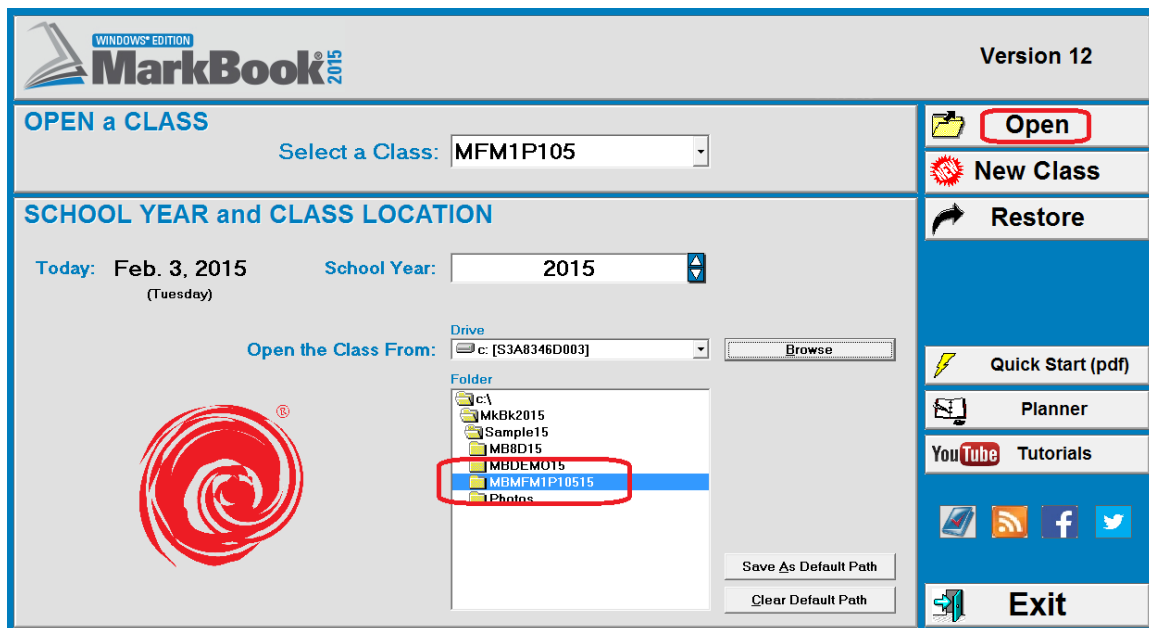 WINDOWS® EDITION
MarkBook® 2015
Version 12
OPEN a CLASS
Select a Class: MFM1P105
Open
New Class
Restore
SCHOOL YEAR and CLASS LOCATION
Today: Feb. 3, 2015
(Tuesday)
School Year: 2015
Drive
Open the Class From: c: [S3A8346D003]
Browse
Folder
c:\
MkBk2015
Sample15
MB8D15
MBDEMO15
MBMFM1P10515
Photos
®
Save As Default Path
Clear Default Path
Quick Start (pdf)
Planner
YouTube Tutorials
f
Exit